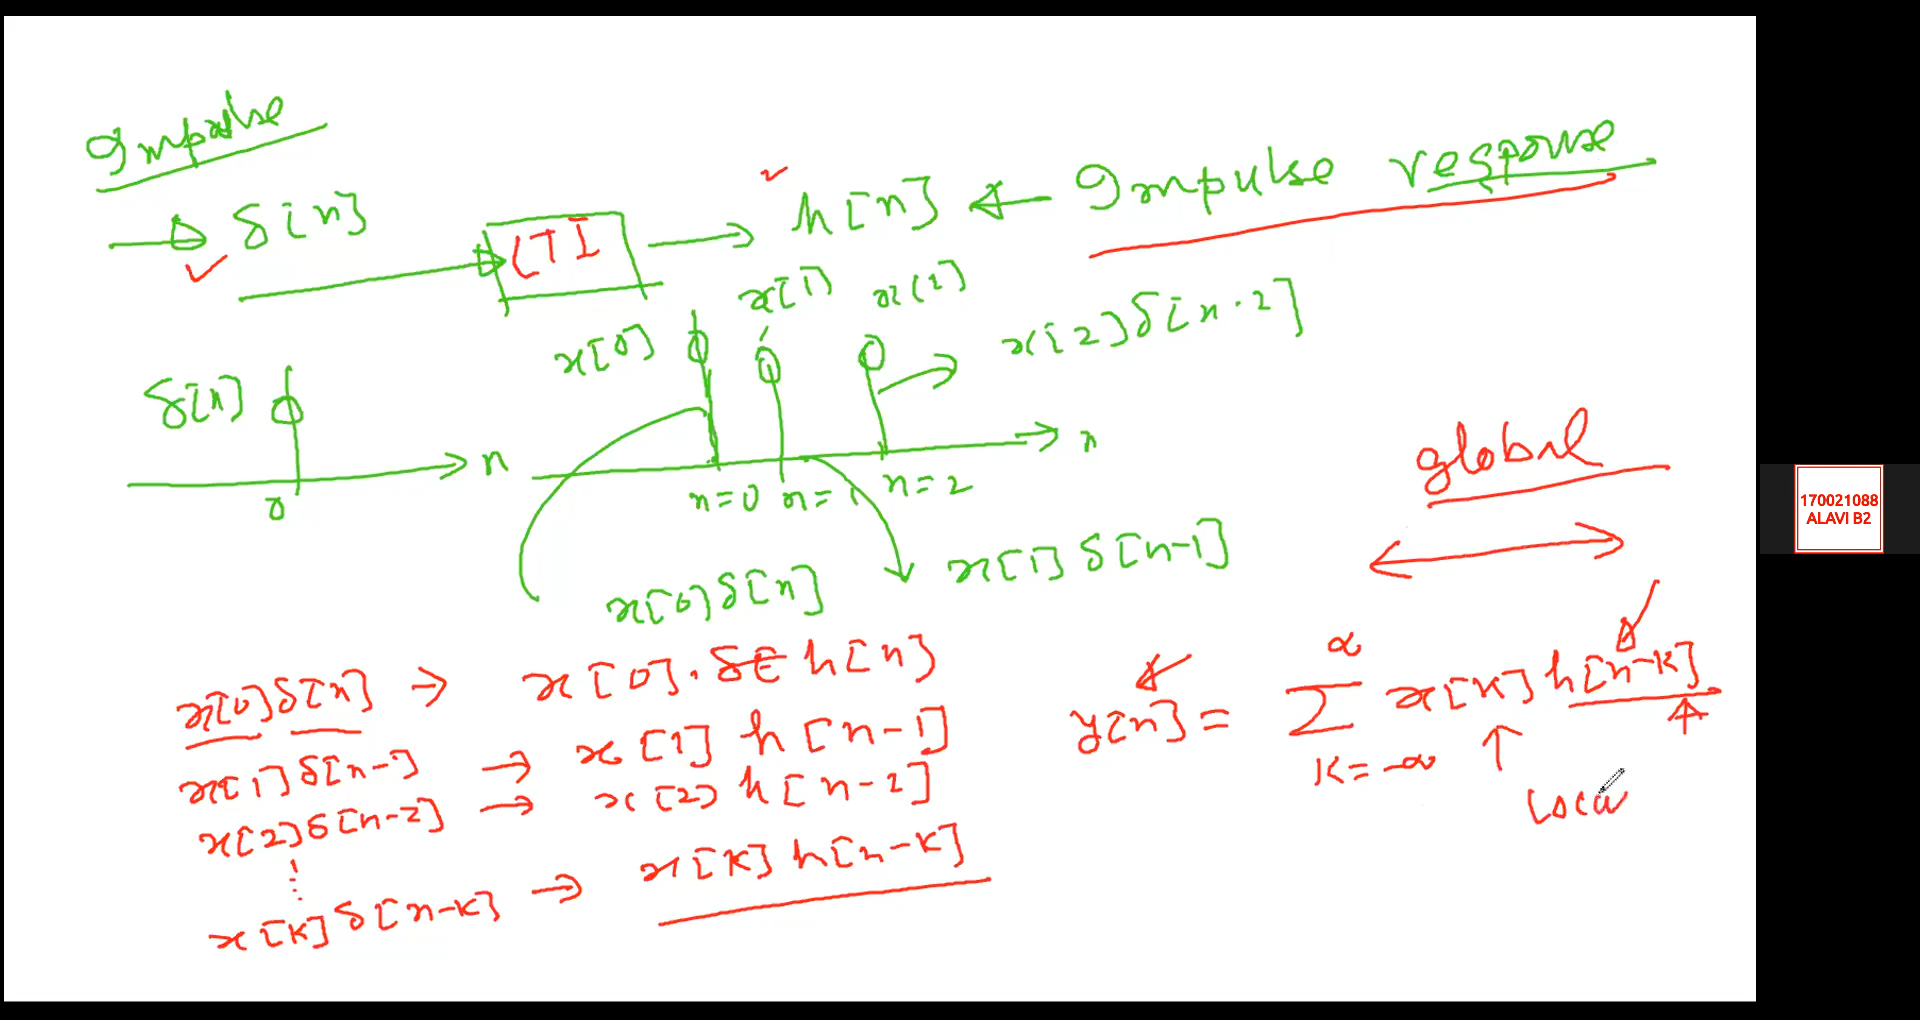 Impulse
δ[n]
LTI
h[n]
Impulse response
x[0]
x[1]
x[2]
x[2]δ[n-2]
δ[n]
n
0
n
n=0
n=1
n=2
x[0]δ[n]
x[1]δ[n-1]
global
170021088
ALAVI B2
x[0]δ[n] → x[0]. h[n]
x[1]δ[n-1 → x[1] h[n-1]
x[2]δ[n-2] → x[2] h[n-2]
⋮
x[k]δ[n-k] → x[k] h[n-k]
y[n] = ∑ x[k] h[n-k]
∝
k=-∝
Loca